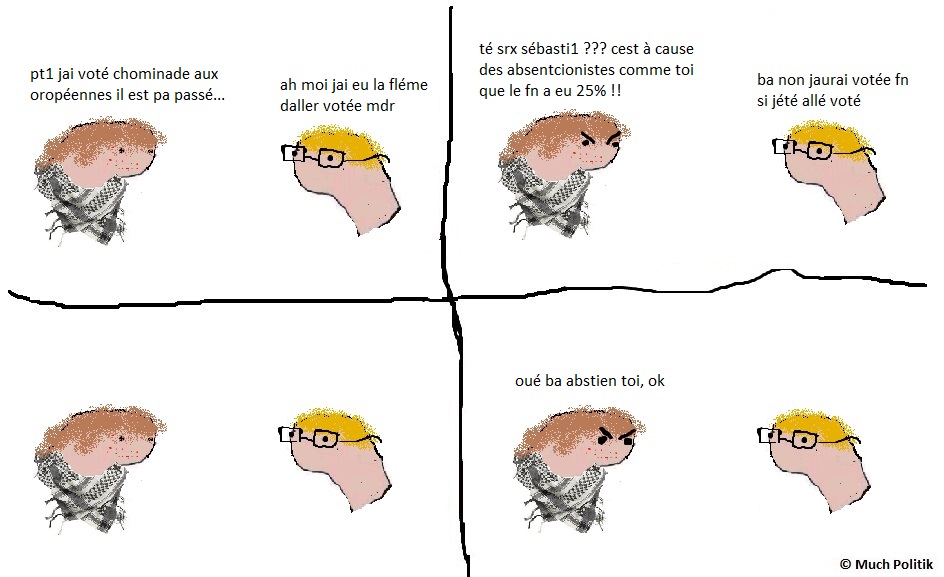 pt1 jai voté chominade aux
oropéennes il est pa passé...
ah moi jai eu la fléme
daller votée mdr
té srx sébasti1 ??? cest à cause
des absentcionistes comme toi
que le fn a eu 25% !!
ba non jaurai votée fn
si jété allé voté
oué ba abstien toi, ok
© Much Politik